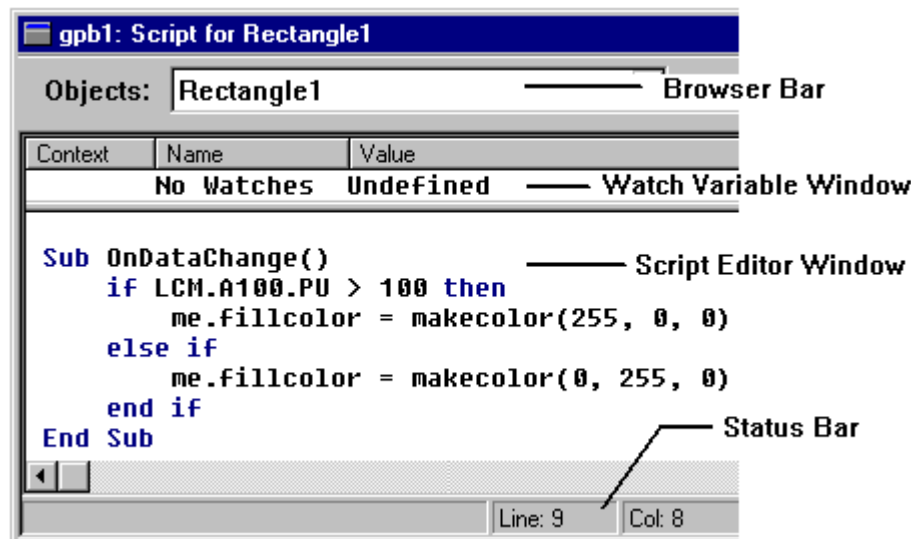 gpb1: Script for Rectangle1
Objects: Rectangle1 Browser Bar
Context Name Value
No Watches Undefined Watch Variable Window
Sub OnDataChange() Script Editor Window
if LCM.A100.PU > 100 then
me.fillcolor = makecolor(255, 0, 0)
else if
me.fillcolor = makecolor(0, 255, 0)
end if
End Sub
Status Bar
Line: 9 Col: 8